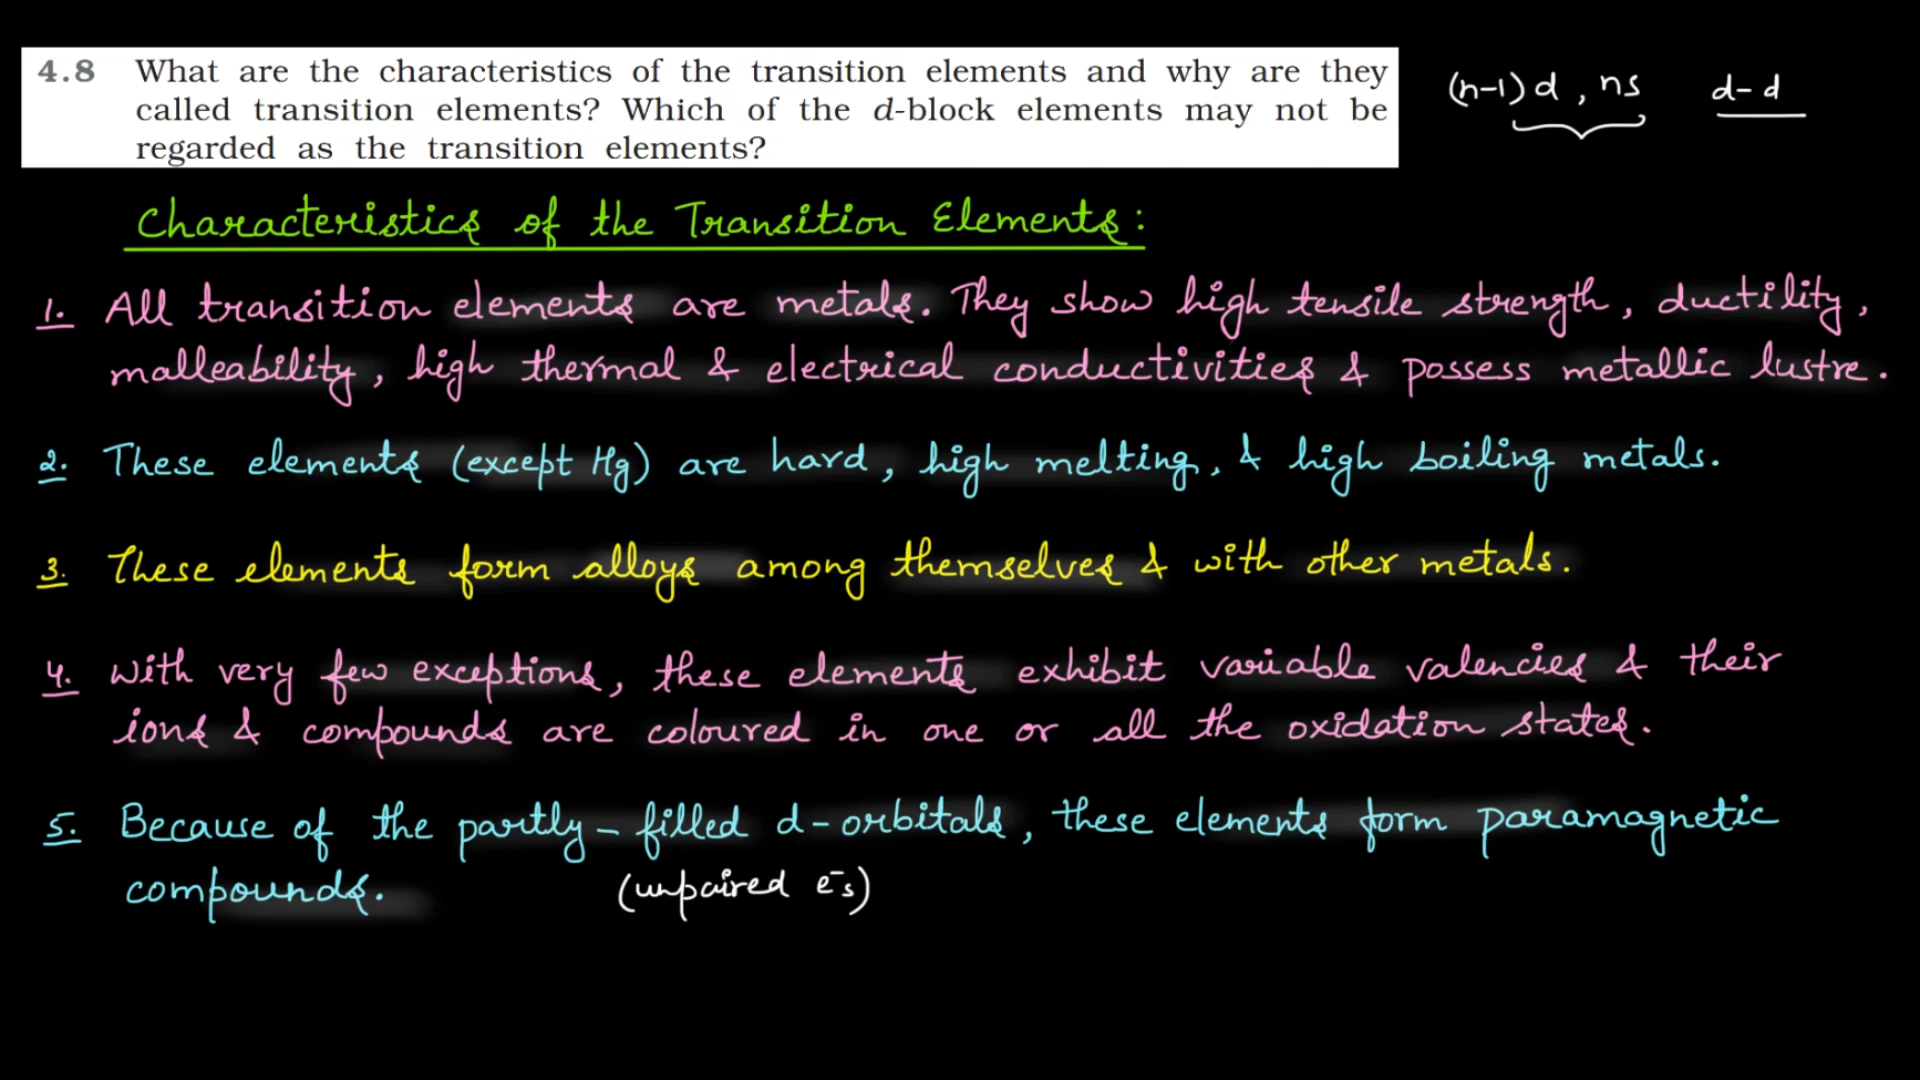 4.8 What are the characteristics of the transition elements and why are they
called transition elements? Which of the d-block elements may not be
regarded as the transition elements?
(n-1)d , ns d-d
Characteristics of the Transition Elements:
1. All transition elements are metals. They show high tensile strength, ductility,
malleability, high thermal & electrical conductivities & possess metallic lustre.
2. These elements (except Hg) are hard, high melting, & high boiling metals.
3. These elements form alloys among themselves & with other metals.
4. With very few exceptions, these elements exhibit variable valencies & their
ions & compounds are coloured in one or all the oxidation states.
5. Because of the partly-filled d-orbitals, these elements form paramagnetic
compounds. (unpaired e⁻s)